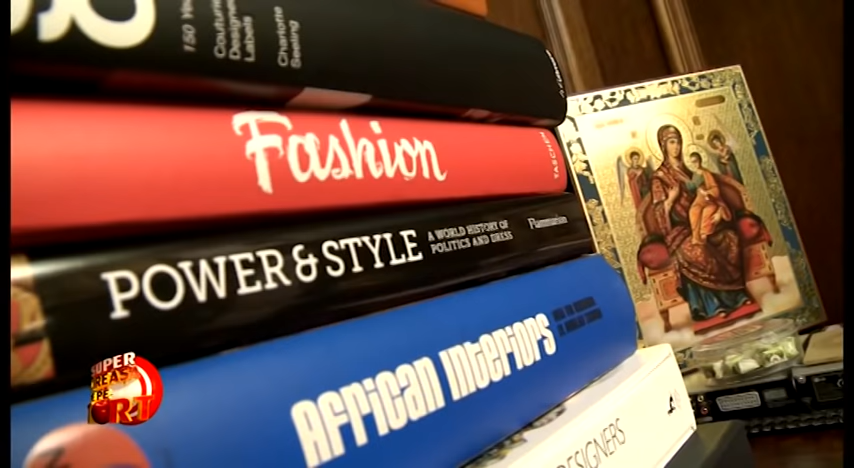 150 Years
Couturiers
Designers
Labels
Charlotte
Seeling
Fashion
TASCHEN
POWER & STYLE
A WORLD HISTORY OF
POLITICS AND DRESS
Flammarion
African Interiors
DESIGNERS
SUPER